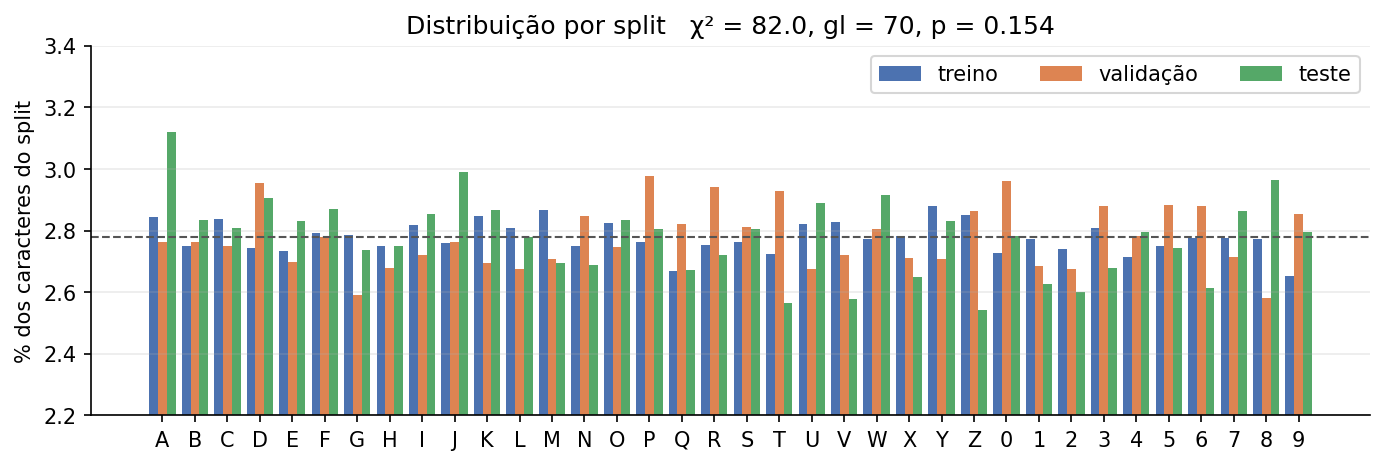 Distribuição por split   χ² = 82.0, gl = 70, p = 0.154
% dos caracteres do split
3.4
3.2
3.0
2.8
2.6
2.4
2.2
treino validação teste
A B C D E F G H I J K L M N O P Q R S T U V W X Y Z 0 1 2 3 4 5 6 7 8 9